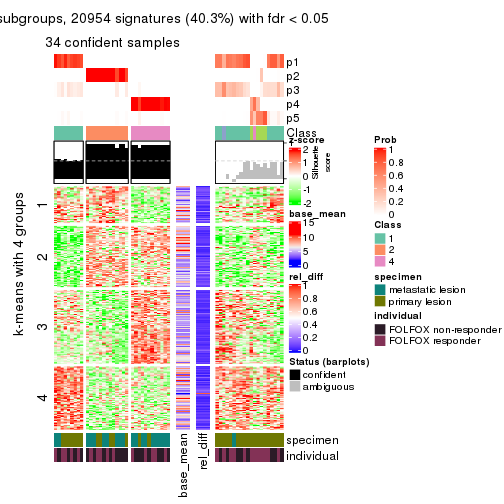 subgroups, 20954 signatures (40.3%) with fdr < 0.05
34 confident samples
p1
p2
p3
p4
p5
Class
1
2
3
4
k-means with 4 groups
z-score
2
1
0
-1
-2
Silhouette
score
base_mean
15
10
5
0
rel_diff
1
0.8
0.6
0.4
0.2
0
Status (barplots)
confident
ambiguous
Prob
1
0.8
0.6
0.4
0.2
0
Class
1
2
4
specimen
metastatic lesion
primary lesion
individual
FOLFOX non-responder
FOLFOX responder
specimen
individual
base_mean
rel_diff